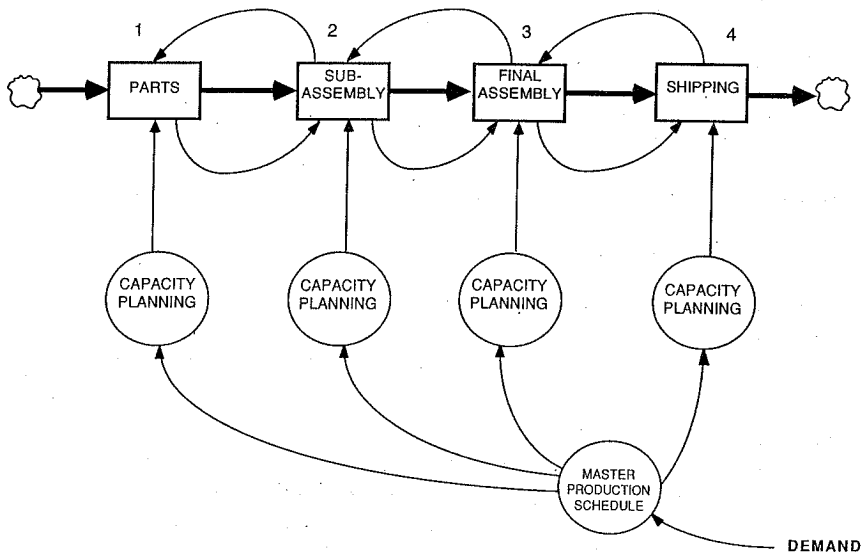 1
2
3
4
PARTS
SUB-
ASSEMBLY
FINAL
ASSEMBLY
SHIPPING
CAPACITY
PLANNING
CAPACITY
PLANNING
CAPACITY
PLANNING
CAPACITY
PLANNING
MASTER
PRODUCTION
SCHEDULE
DEMAND